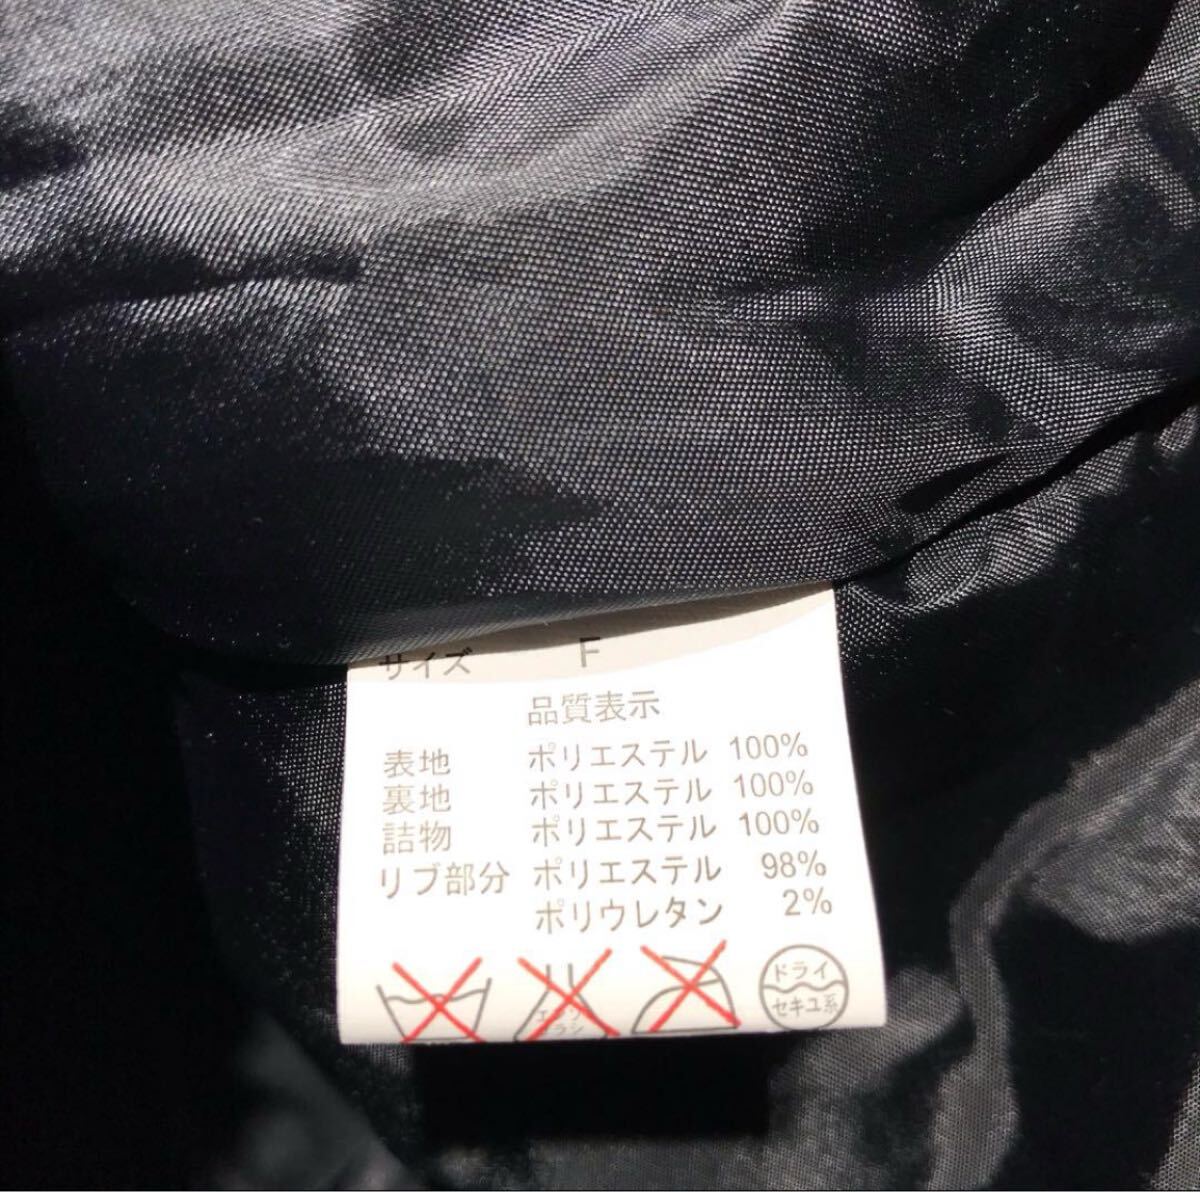 サイズ F
品質表示
表地 ポリエステル 100%
裏地 ポリエステル 100%
詰物 ポリエステル 100%
リブ部分 ポリエステル 98%
ポリウレタン 2%
ドライ
セキユ系